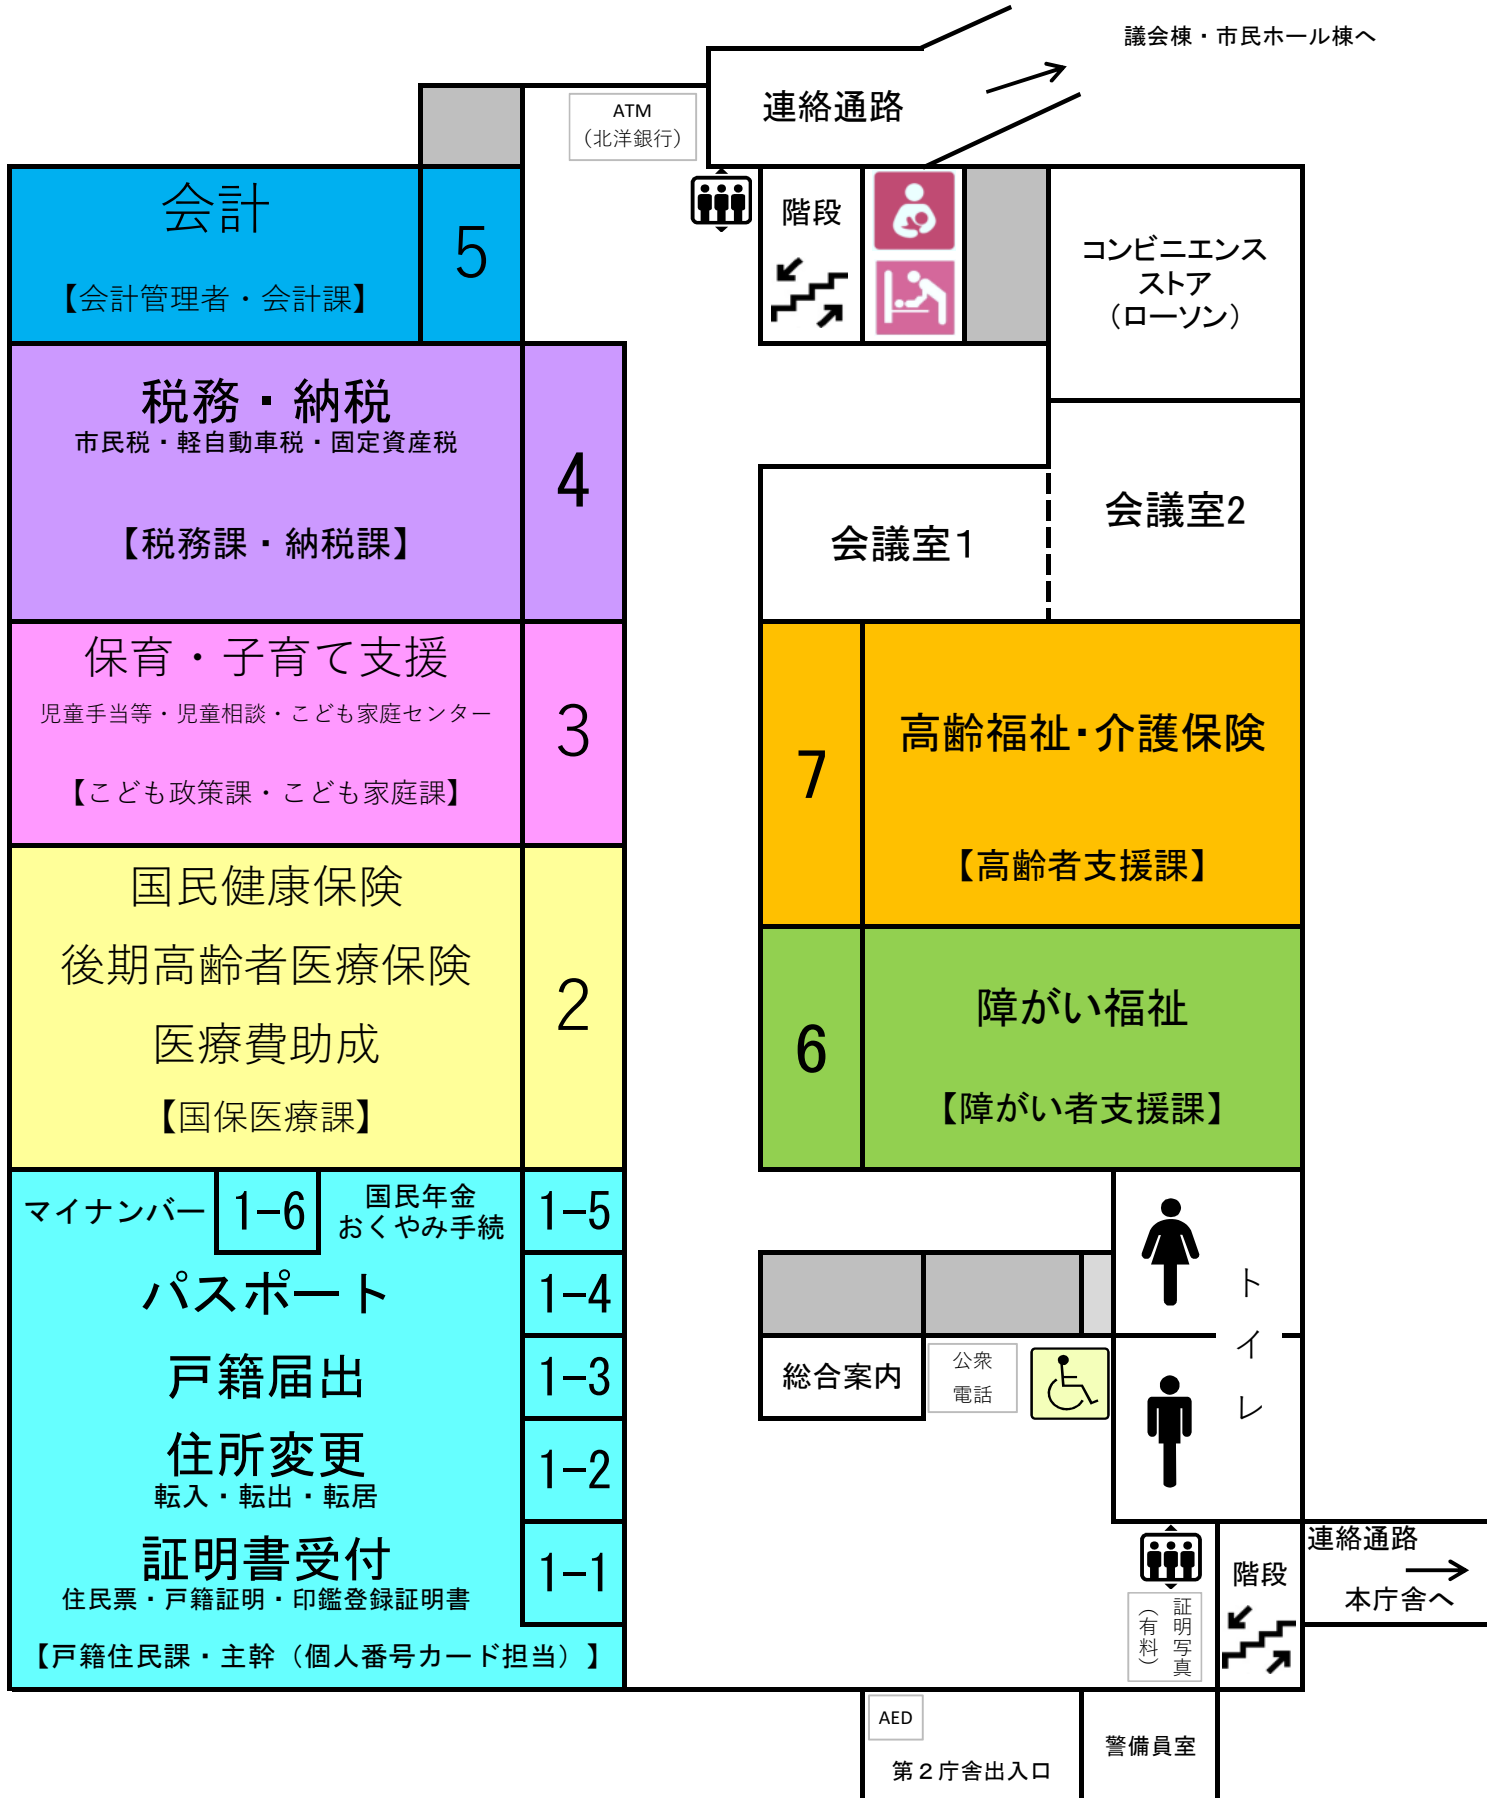 議会棟・市民ホール棟へ
連絡通路
ATM
（北洋銀行）
会計
【会計管理者・会計課】
5
階段
コンビニエンス
ストア
（ローソン）
税務・納税
市民税・軽自動車税・固定資産税
【税務課・納税課】
4
会議室1
会議室2
保育・子育て支援
児童手当等・児童相談・こども家庭センター
【こども政策課・こども家庭課】
3
7
高齢福祉・介護保険
【高齢者支援課】
国民健康保険
後期高齢者医療保険
医療費助成
【国保医療課】
2
6
障がい福祉
【障がい者支援課】
マイナンバー
1-6
国民年金
おくやみ手続
1-5
パスポート
1-4
戸籍届出
1-3
住所変更
転入・転出・転居
1-2
証明書受付
住民票・戸籍証明・印鑑登録証明書
1-1
【戸籍住民課・主幹（個人番号カード担当）】
総合案内
公衆
電話
トイレ
連絡通路
本庁舎へ
階段
証明写真
（有料）
AED
第２庁舎出入口
警備員室